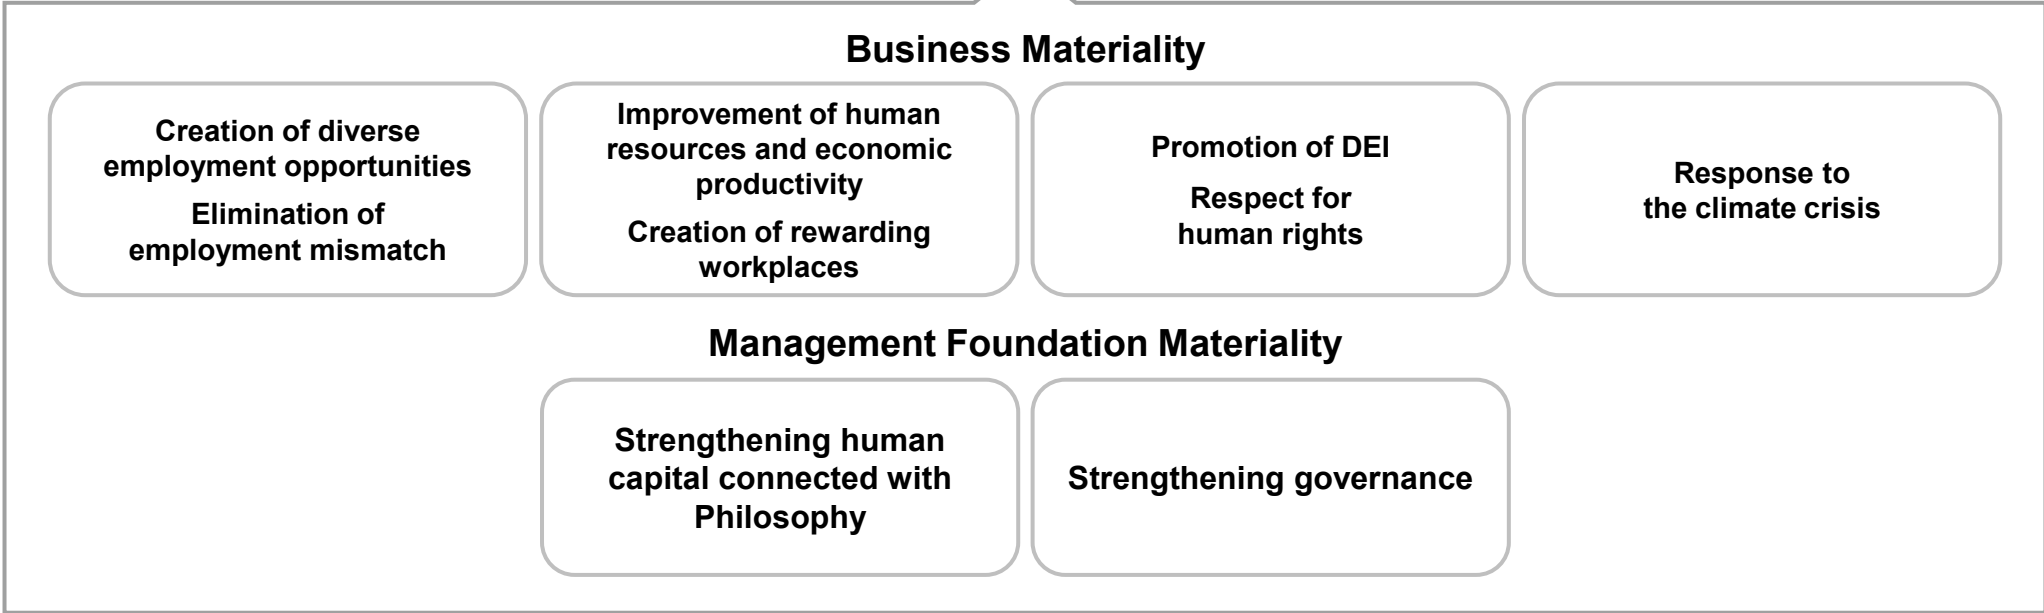 Business Materiality
Creation of diverse
employment opportunities
Elimination of
employment mismatch
Improvement of human
resources and economic
productivity
Creation of rewarding
workplaces
Promotion of DEI
Respect for
human rights
Response to
the climate crisis
Management Foundation Materiality
Strengthening human
capital connected with
Philosophy
Strengthening governance